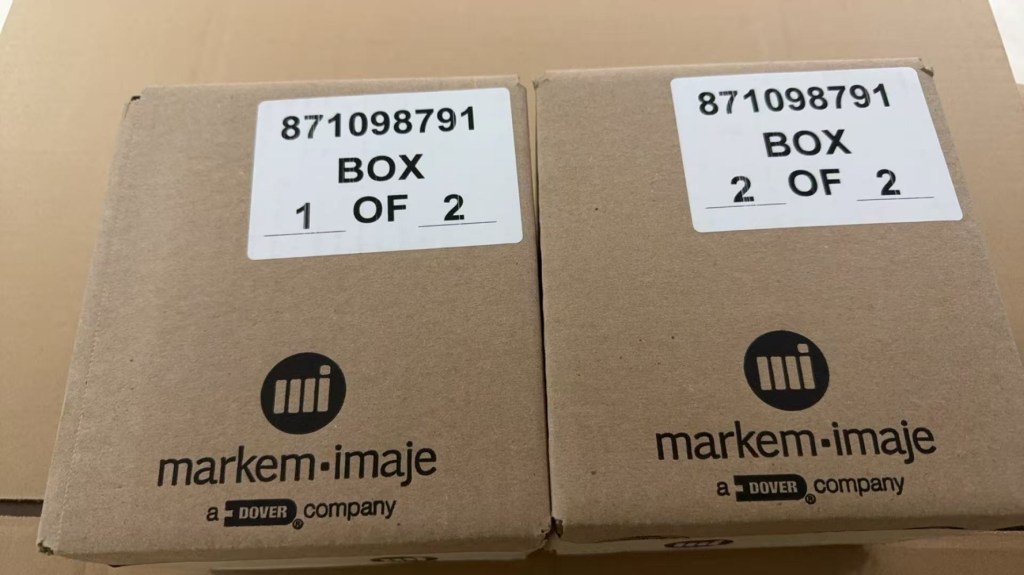 871098791
BOX
1 OF 2
mi
markem-imaje
a DOVER® company
871098791
BOX
2 OF 2
mi
markem-imaje
a DOVER® company